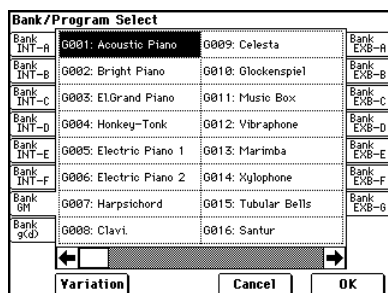 Bank/Program Select
Bank INT-A
Bank INT-B
Bank INT-C
Bank INT-D
Bank INT-E
Bank INT-F
Bank GM
Bank g(d)
G001: Acoustic Piano
G002: Bright Piano
G003: El.Grand Piano
G004: Honkey-Tonk
G005: Electric Piano 1
G006: Electric Piano 2
G007: Harpsichord
G008: Clavi.
G009: Celesta
G010: Glockenspiel
G011: Music Box
G012: Vibraphone
G013: Marimba
G014: Xylophone
G015: Tubular Bells
G016: Santur
Bank EXB-A
Bank EXB-B
Bank EXB-C
Bank EXB-D
Bank EXB-E
Bank EXB-F
Bank EXB-G
Variation
Cancel
OK